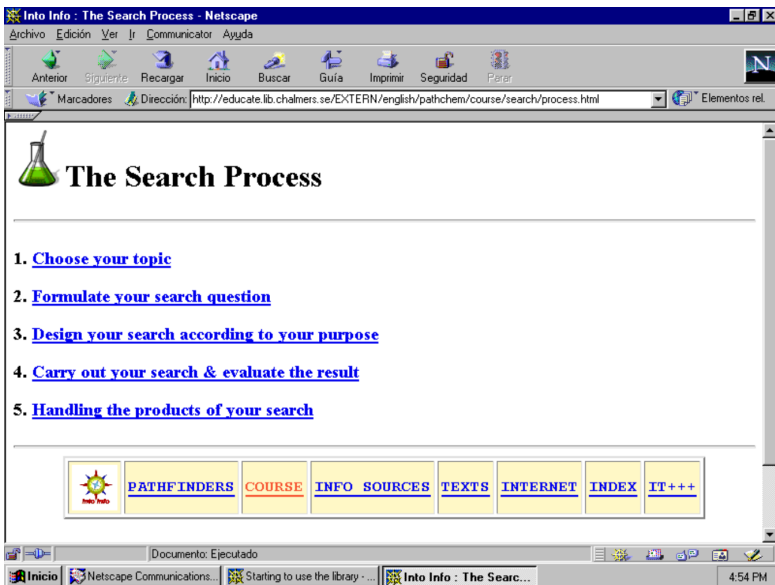 Into Info : The Search Process - Netscape
Archivo Edición Ver Ir Communicator Ayuda
Anterior Siguiente Recargar Inicio Buscar Guía Imprimir Seguridad Parar
N
Marcadores Dirección: http://educate.lib.chalmers.se/EXTERN/english/pathchem/course/search/process.html Elementos rel.
The Search Process
1. Choose your topic
2. Formulate your search question
3. Design your search according to your purpose
4. Carry out your search & evaluate the result
5. Handling the products of your search
Into Info PATHFINDERS COURSE INFO SOURCES TEXTS INTERNET INDEX IT+++
Documento: Ejecutado
Inicio Netscape Communications... Starting to use the library - ... Into Info : The Searc... 4:54 PM